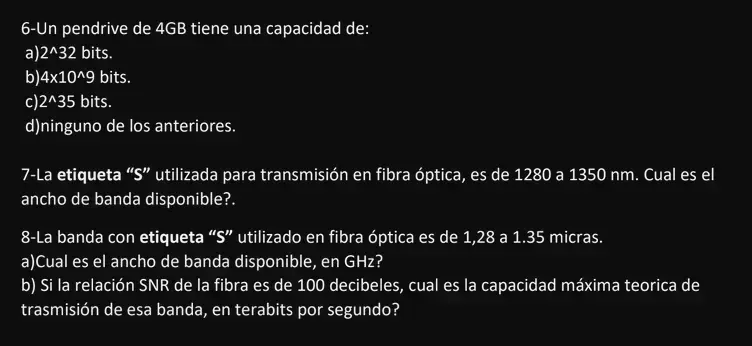 6-Un pendrive de 4GB tiene una capacidad de:
a)2^32 bits.
b)4x10^9 bits.
c)2^35 bits.
d)ninguno de los anteriores.
7-La etiqueta “S” utilizada para transmisión en fibra óptica, es de 1280 a 1350 nm. Cual es el
ancho de banda disponible?.
8-La banda con etiqueta “S” utilizado en fibra óptica es de 1,28 a 1.35 micras.
a)Cual es el ancho de banda disponible, en GHz?
b) Si la relación SNR de la fibra es de 100 decibeles, cual es la capacidad máxima teorica de
trasmisión de esa banda, en terabits por segundo?